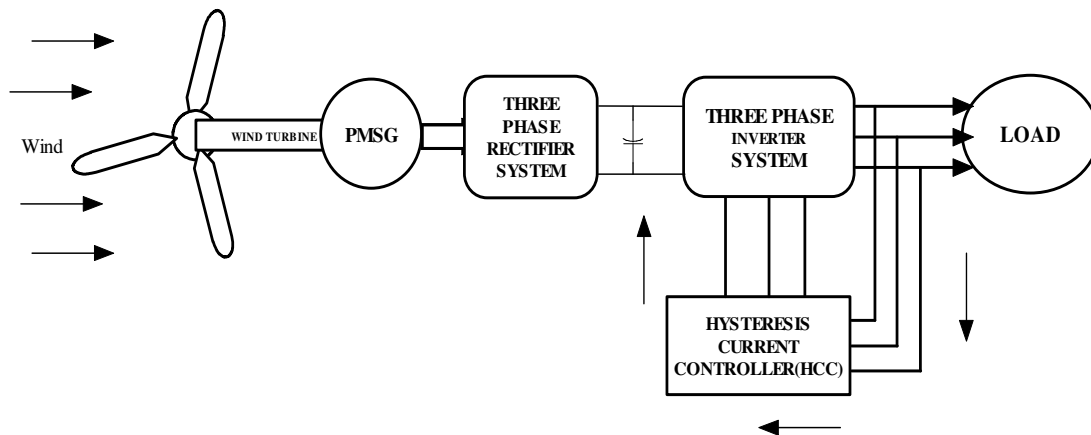 Wind
WIND TURBINE
PMSG
THREE
PHASE
RECTIFIER
SYSTEM
THREE PHASE
INVERTER
SYSTEM
LOAD
HYSTERESIS
CURRENT
CONTROLLER(HCC)